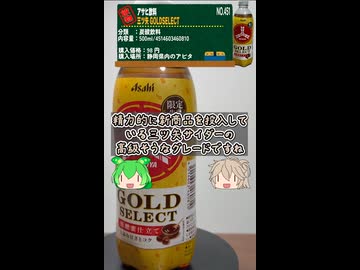 アサヒ飲料
三ツ矢 GOLDSELECT
NO.451
分類 : 炭酸飲料
内容量 : 500ml/4514603460810
購入価格 : 98 円
購入場所 : 静岡県内のアピタ
Asahi
限定
精力的に新商品を投入して
いる三ツ矢サイダーの
高級そうなグレードですね
GOLD
SELECT